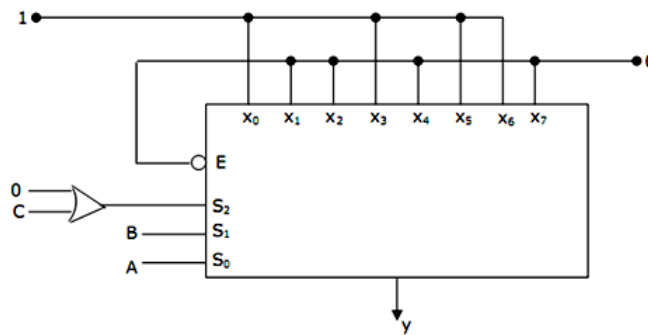 1
x₀ x₁ x₂ x₃ x₄ x₅ x₆ x₇
E
0
C
S₂
B
S₁
A
S₀
y